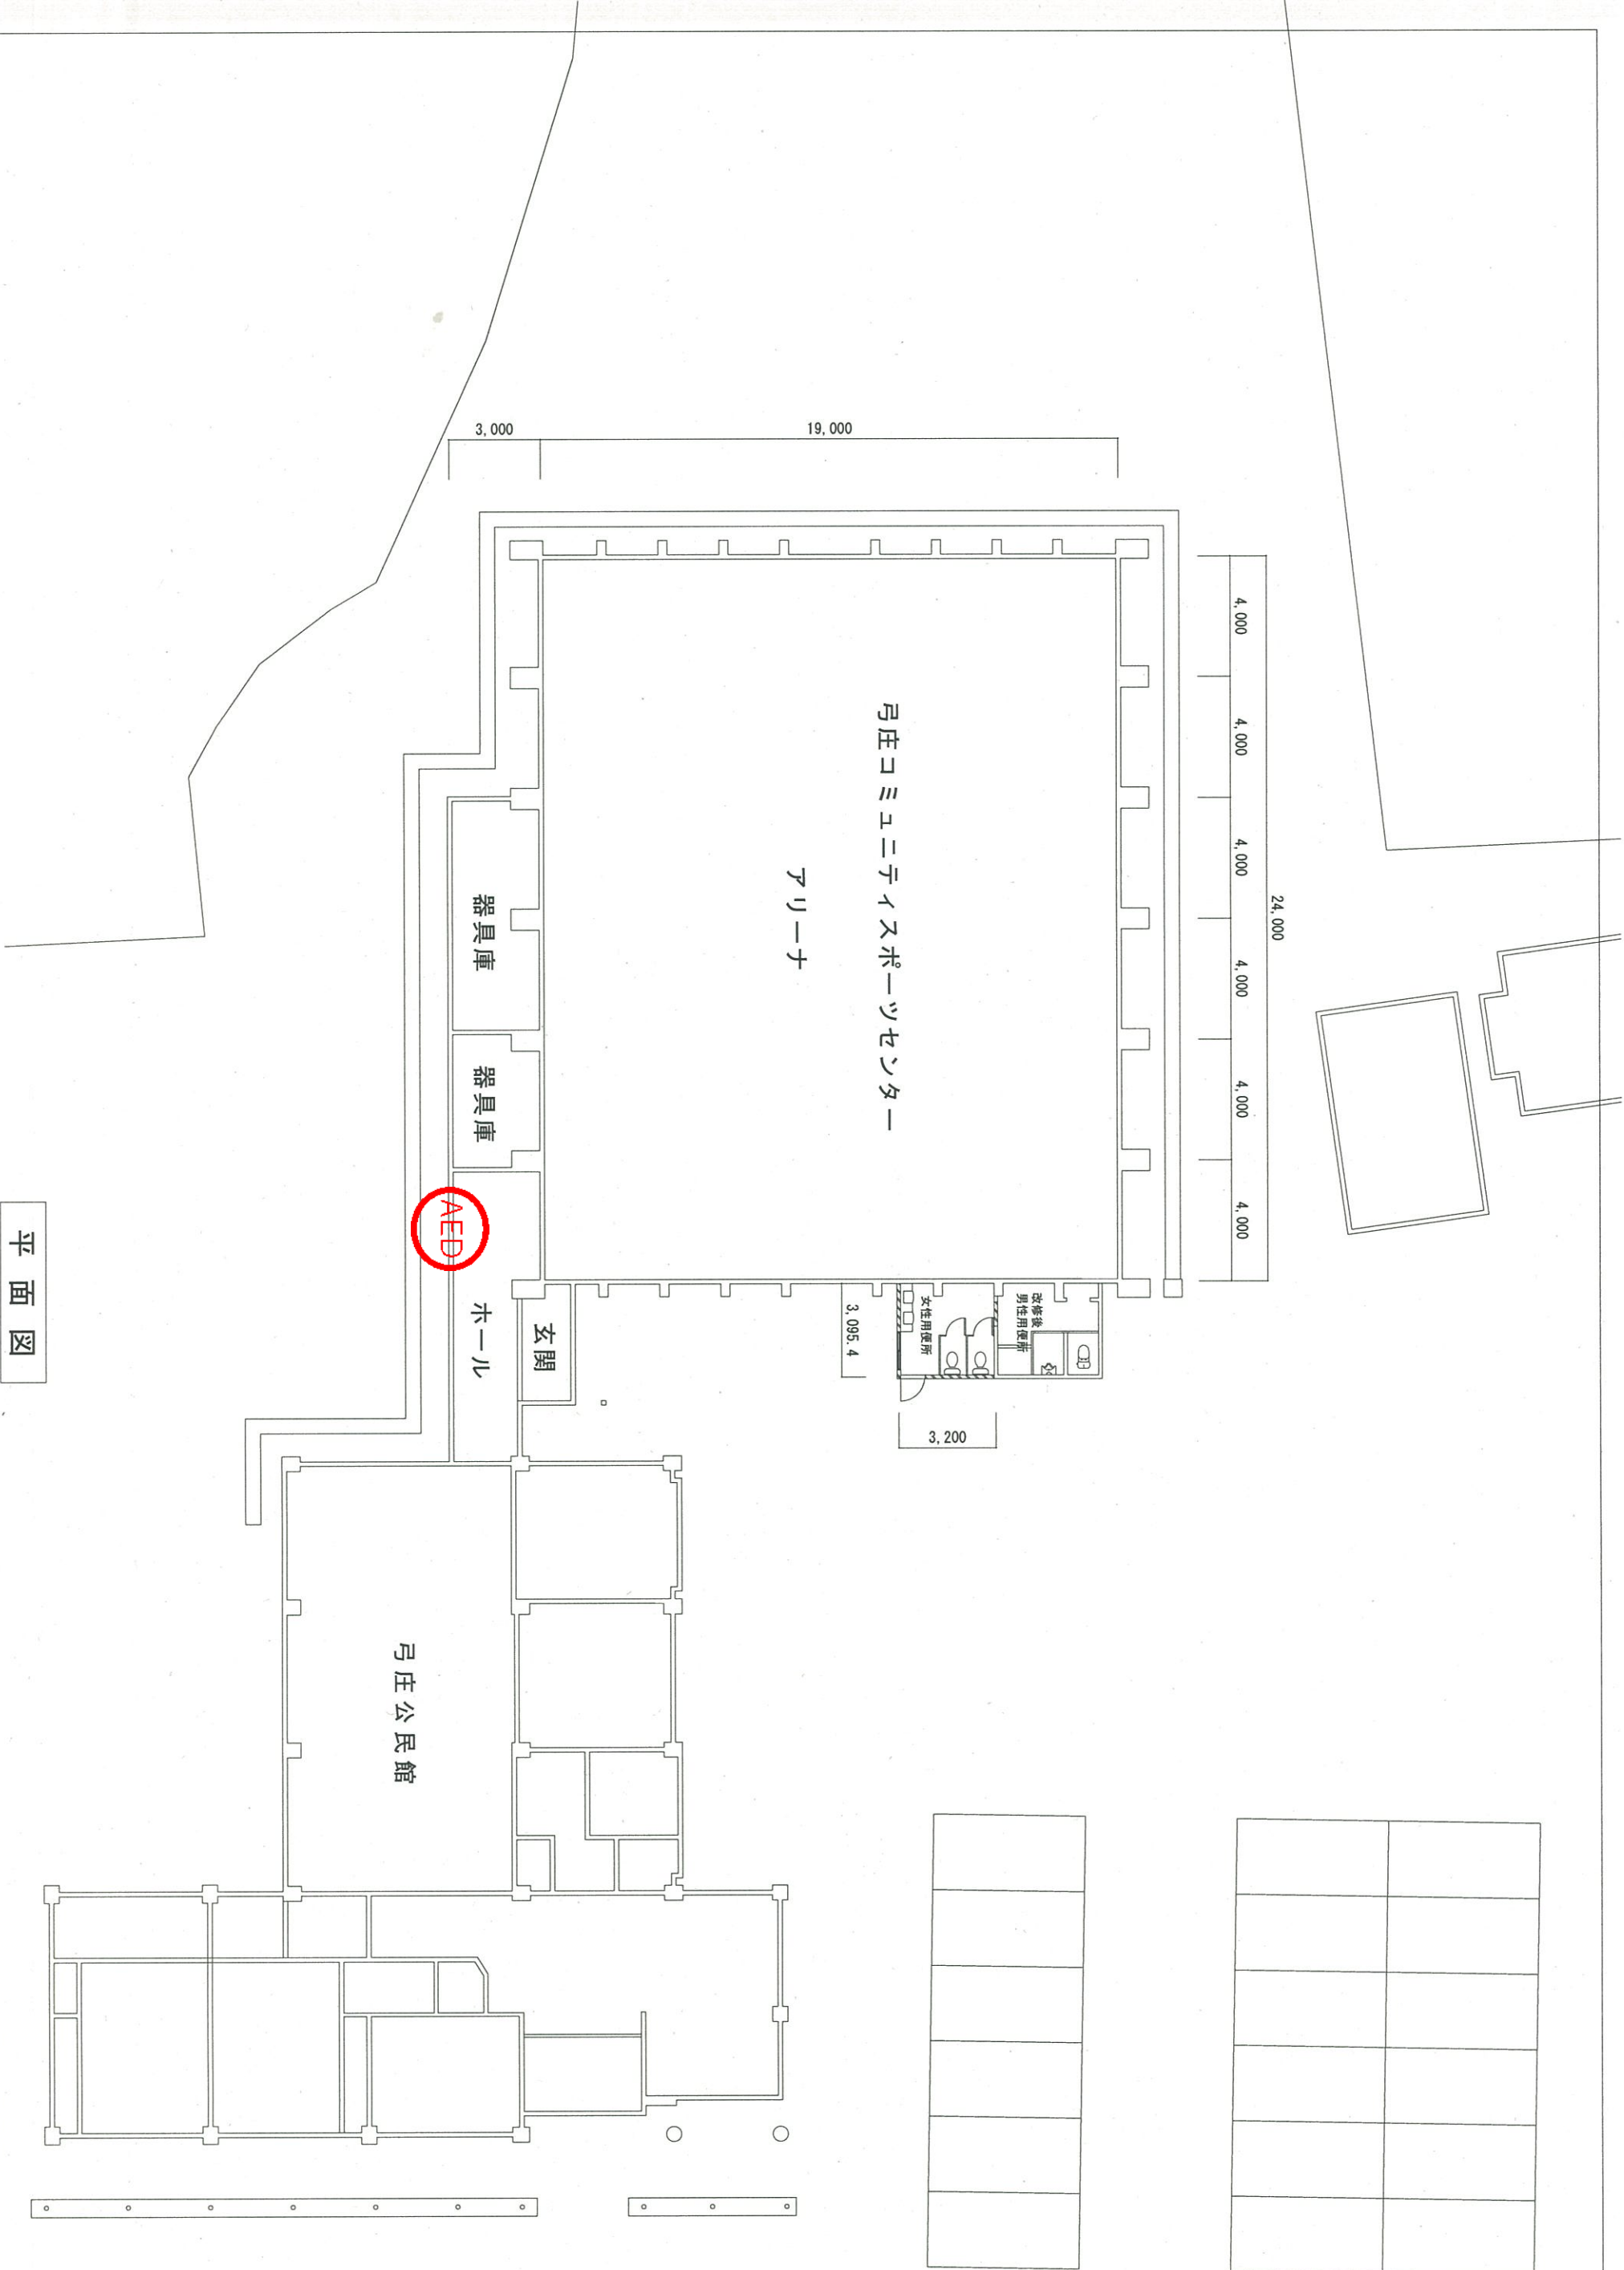 24,000
4,000
4,000
4,000
4,000
4,000
4,000
19,000
3,000
弓庄コミュニティスポーツセンター
アリーナ
改修後
男性用便所
女性用便所
3,095.4
3,200
器具庫
器具庫
AED
玄関
ホール
弓庄公民館
平面図